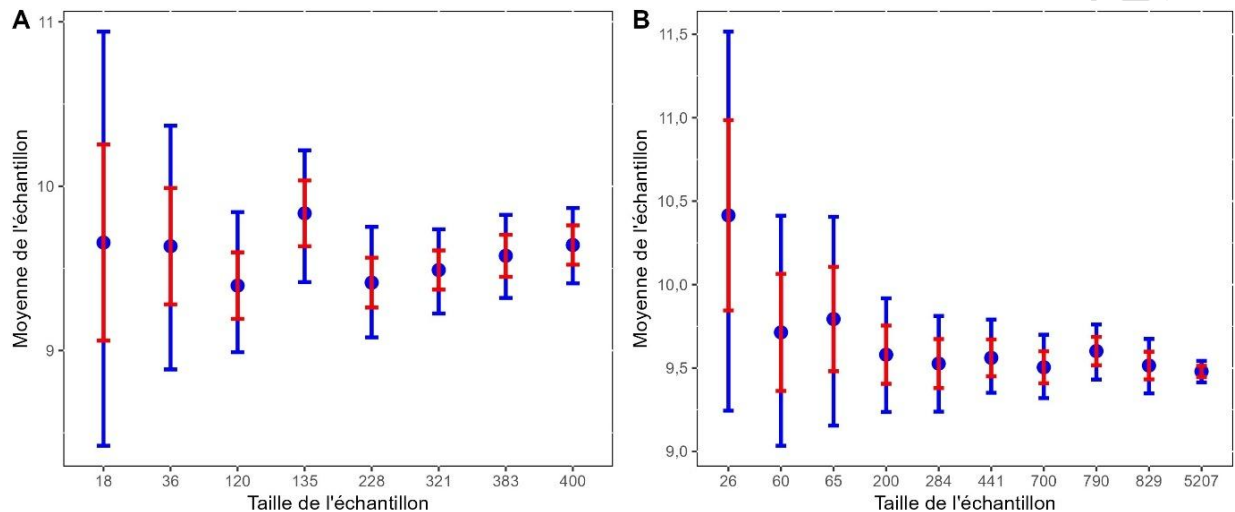 A
Moyenne de l'échantillon
11
10
9
18 36 120 135 228 321 383 400
Taille de l'échantillon
B
Moyenne de l'échantillon
11,5
11,0
10,5
10,0
9,5
9,0
26 60 65 200 284 441 700 790 829 5207
Taille de l'échantillon